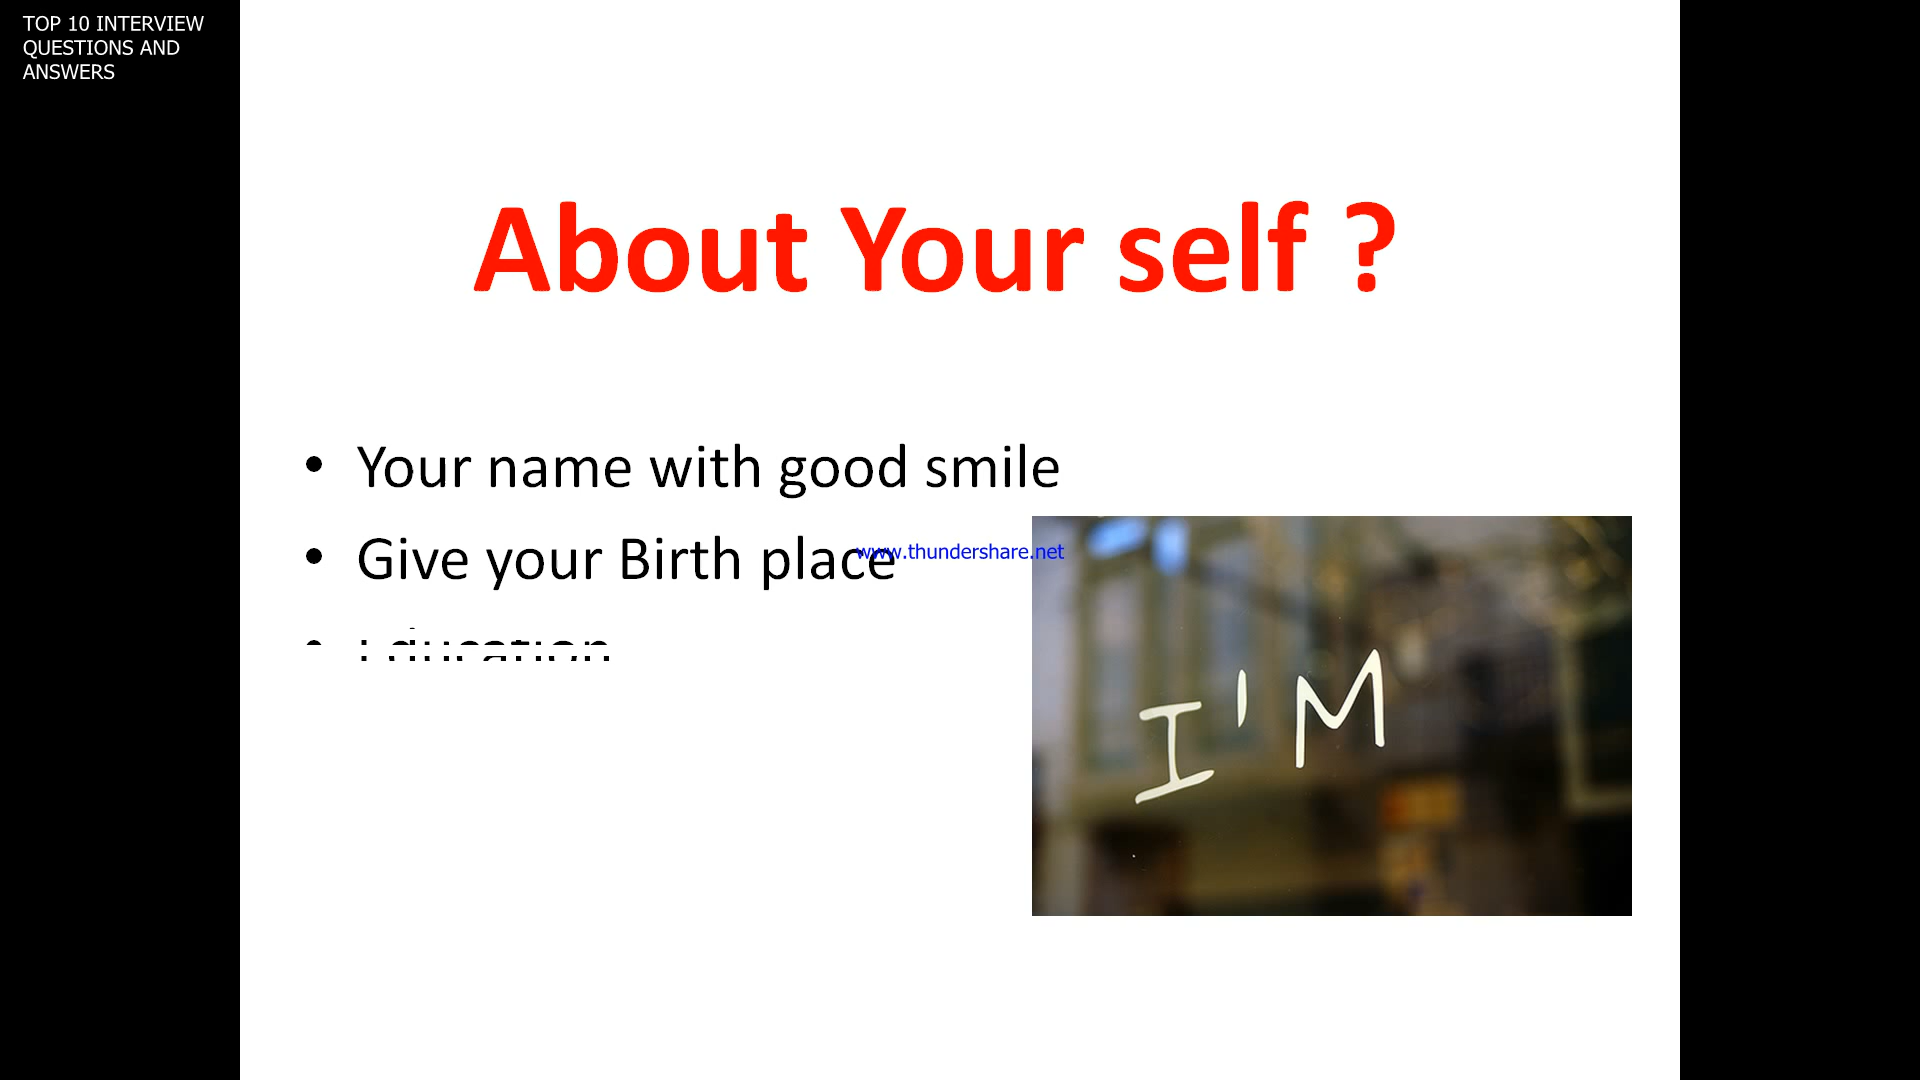 TOP 10 INTERVIEW
QUESTIONS AND
ANSWERS
About Your self ?
• Your name with good smile
• Give your Birth place
www.thundershare.net
• Education
I'M